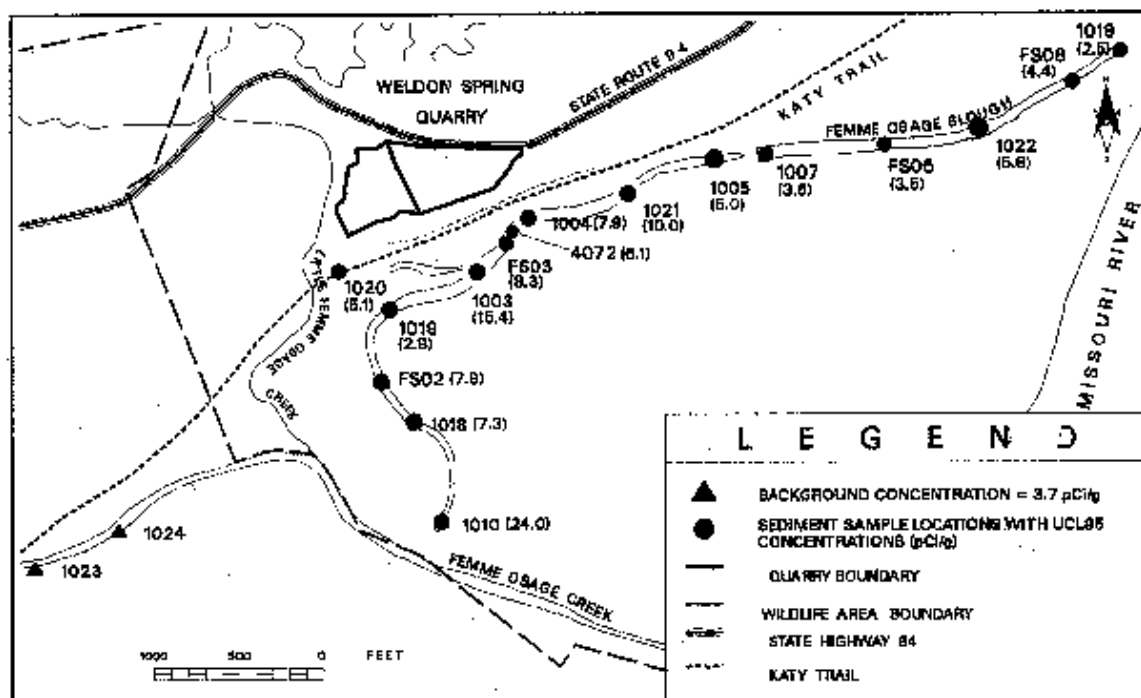 1019
(2.5)
FS08
(4.4)
WELDON SPRING
QUARRY
STATE ROUTE 94
KATY TRAIL
FEMME OSAGE SLOUGH
N
1022
(5.8)
FS06
(3.5)
1007
(3.6)
1005
(5.0)
1021
(10.0)
1004 (7.9)
4072 (6.1)
FS03
(8.3)
1003
(15.4)
1020
(5.1)
1019
(2.8)
FS02 (7.8)
1018 (7.3)
1010 (24.0)
FEMME OSAGE
CREEK
MISSOURI RIVER
1024
1023
FEMME OSAGE CREEK
1000 500 0 FEET
LEGEND
BACKGROUND CONCENTRATION = 3.7 pCi/g
SEDIMENT SAMPLE LOCATIONS WITH UCL95
CONCENTRATIONS (pCi/g)
QUARRY BOUNDARY
WILDLIFE AREA BOUNDARY
STATE HIGHWAY 94
KATY TRAIL